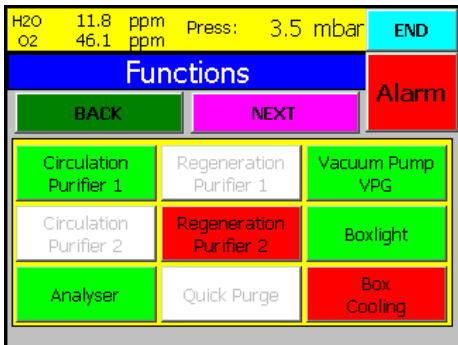 H2O 11.8 ppm Press: 3.5 mbar END
O2 46.1 ppm
Functions
Alarm
BACK NEXT
Circulation Regeneration Vacuum Pump
Purifier 1 Purifier 1 VPG
Circulation Regeneration Boxlight
Purifier 2 Purifier 2
Analyser Quick Purge Box
Cooling